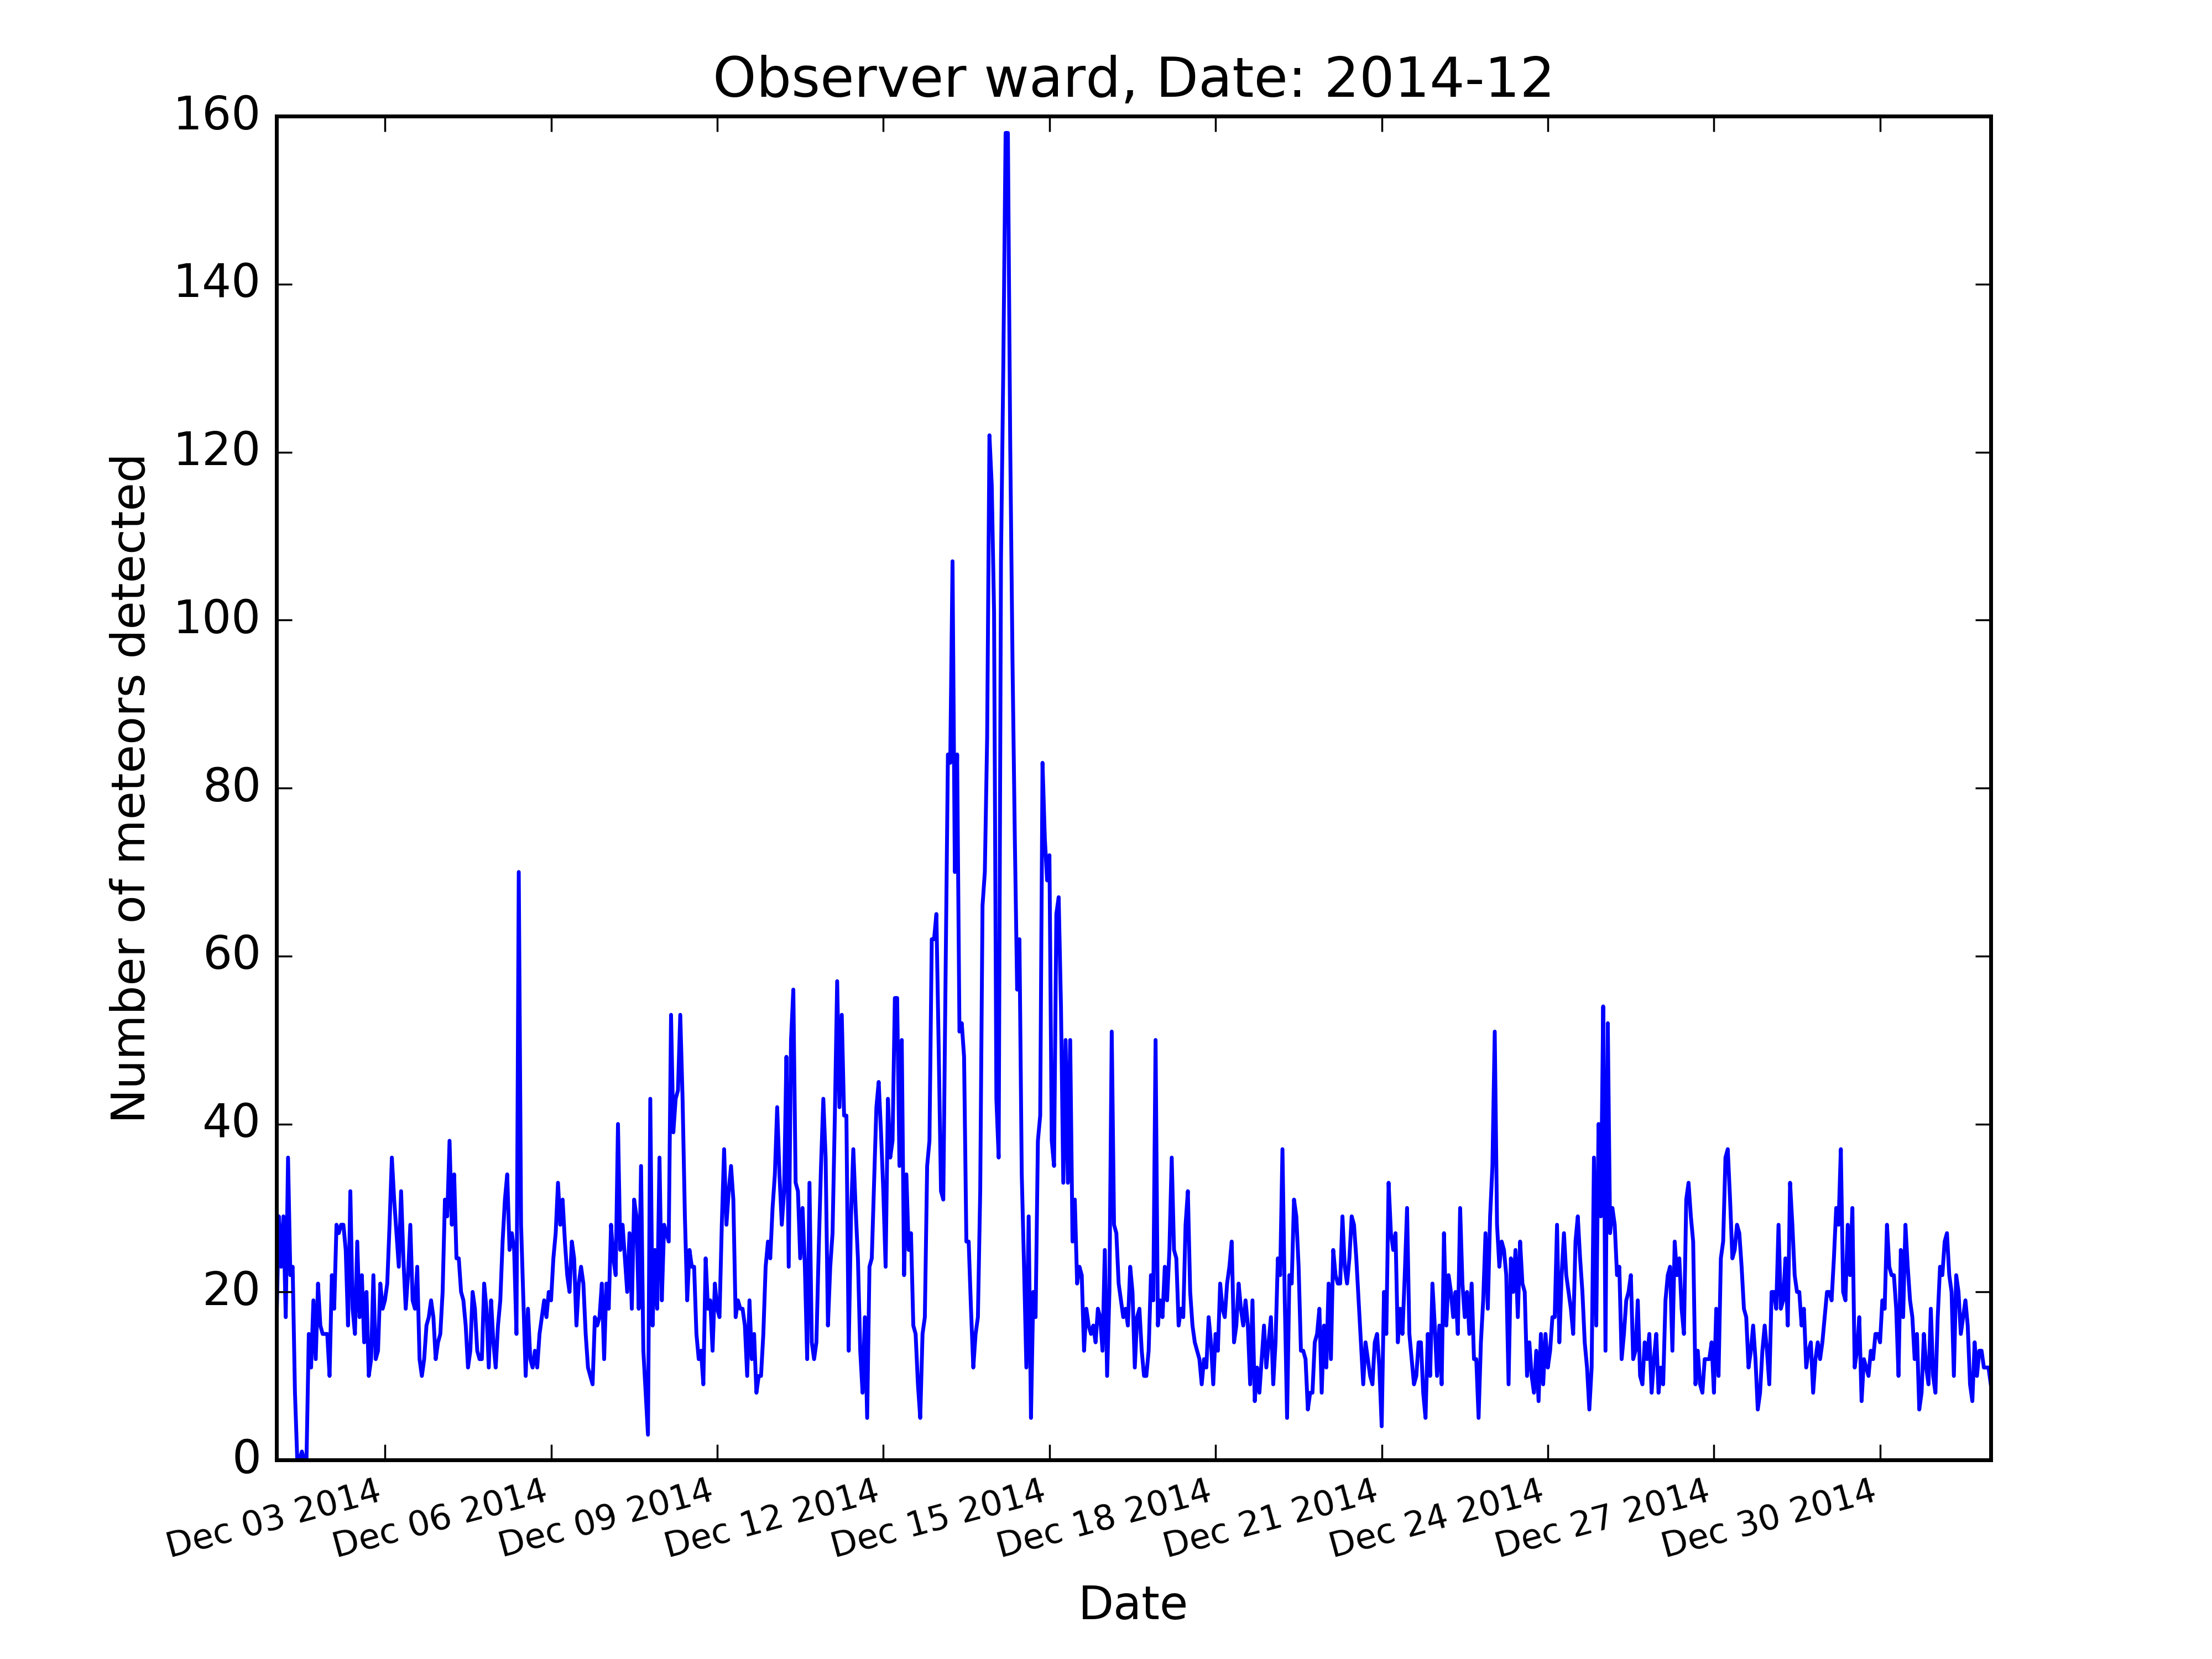 Observer ward, Date: 2014-12
160
140
120
100
80
60
40
20
0
Number of meteors detected
Dec 03 2014
Dec 06 2014
Dec 09 2014
Dec 12 2014
Dec 15 2014
Dec 18 2014
Dec 21 2014
Dec 24 2014
Dec 27 2014
Dec 30 2014
Date